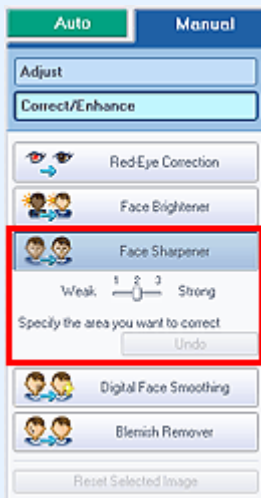 Auto Manual
Adjust
Correct/Enhance
Red-Eye Correction
Face Brightener
Face Sharpener
1 2 3
Weak Strong
Specify the area you want to correct
Undo
Digital Face Smoothing
Blemish Remover
Reset Selected Image